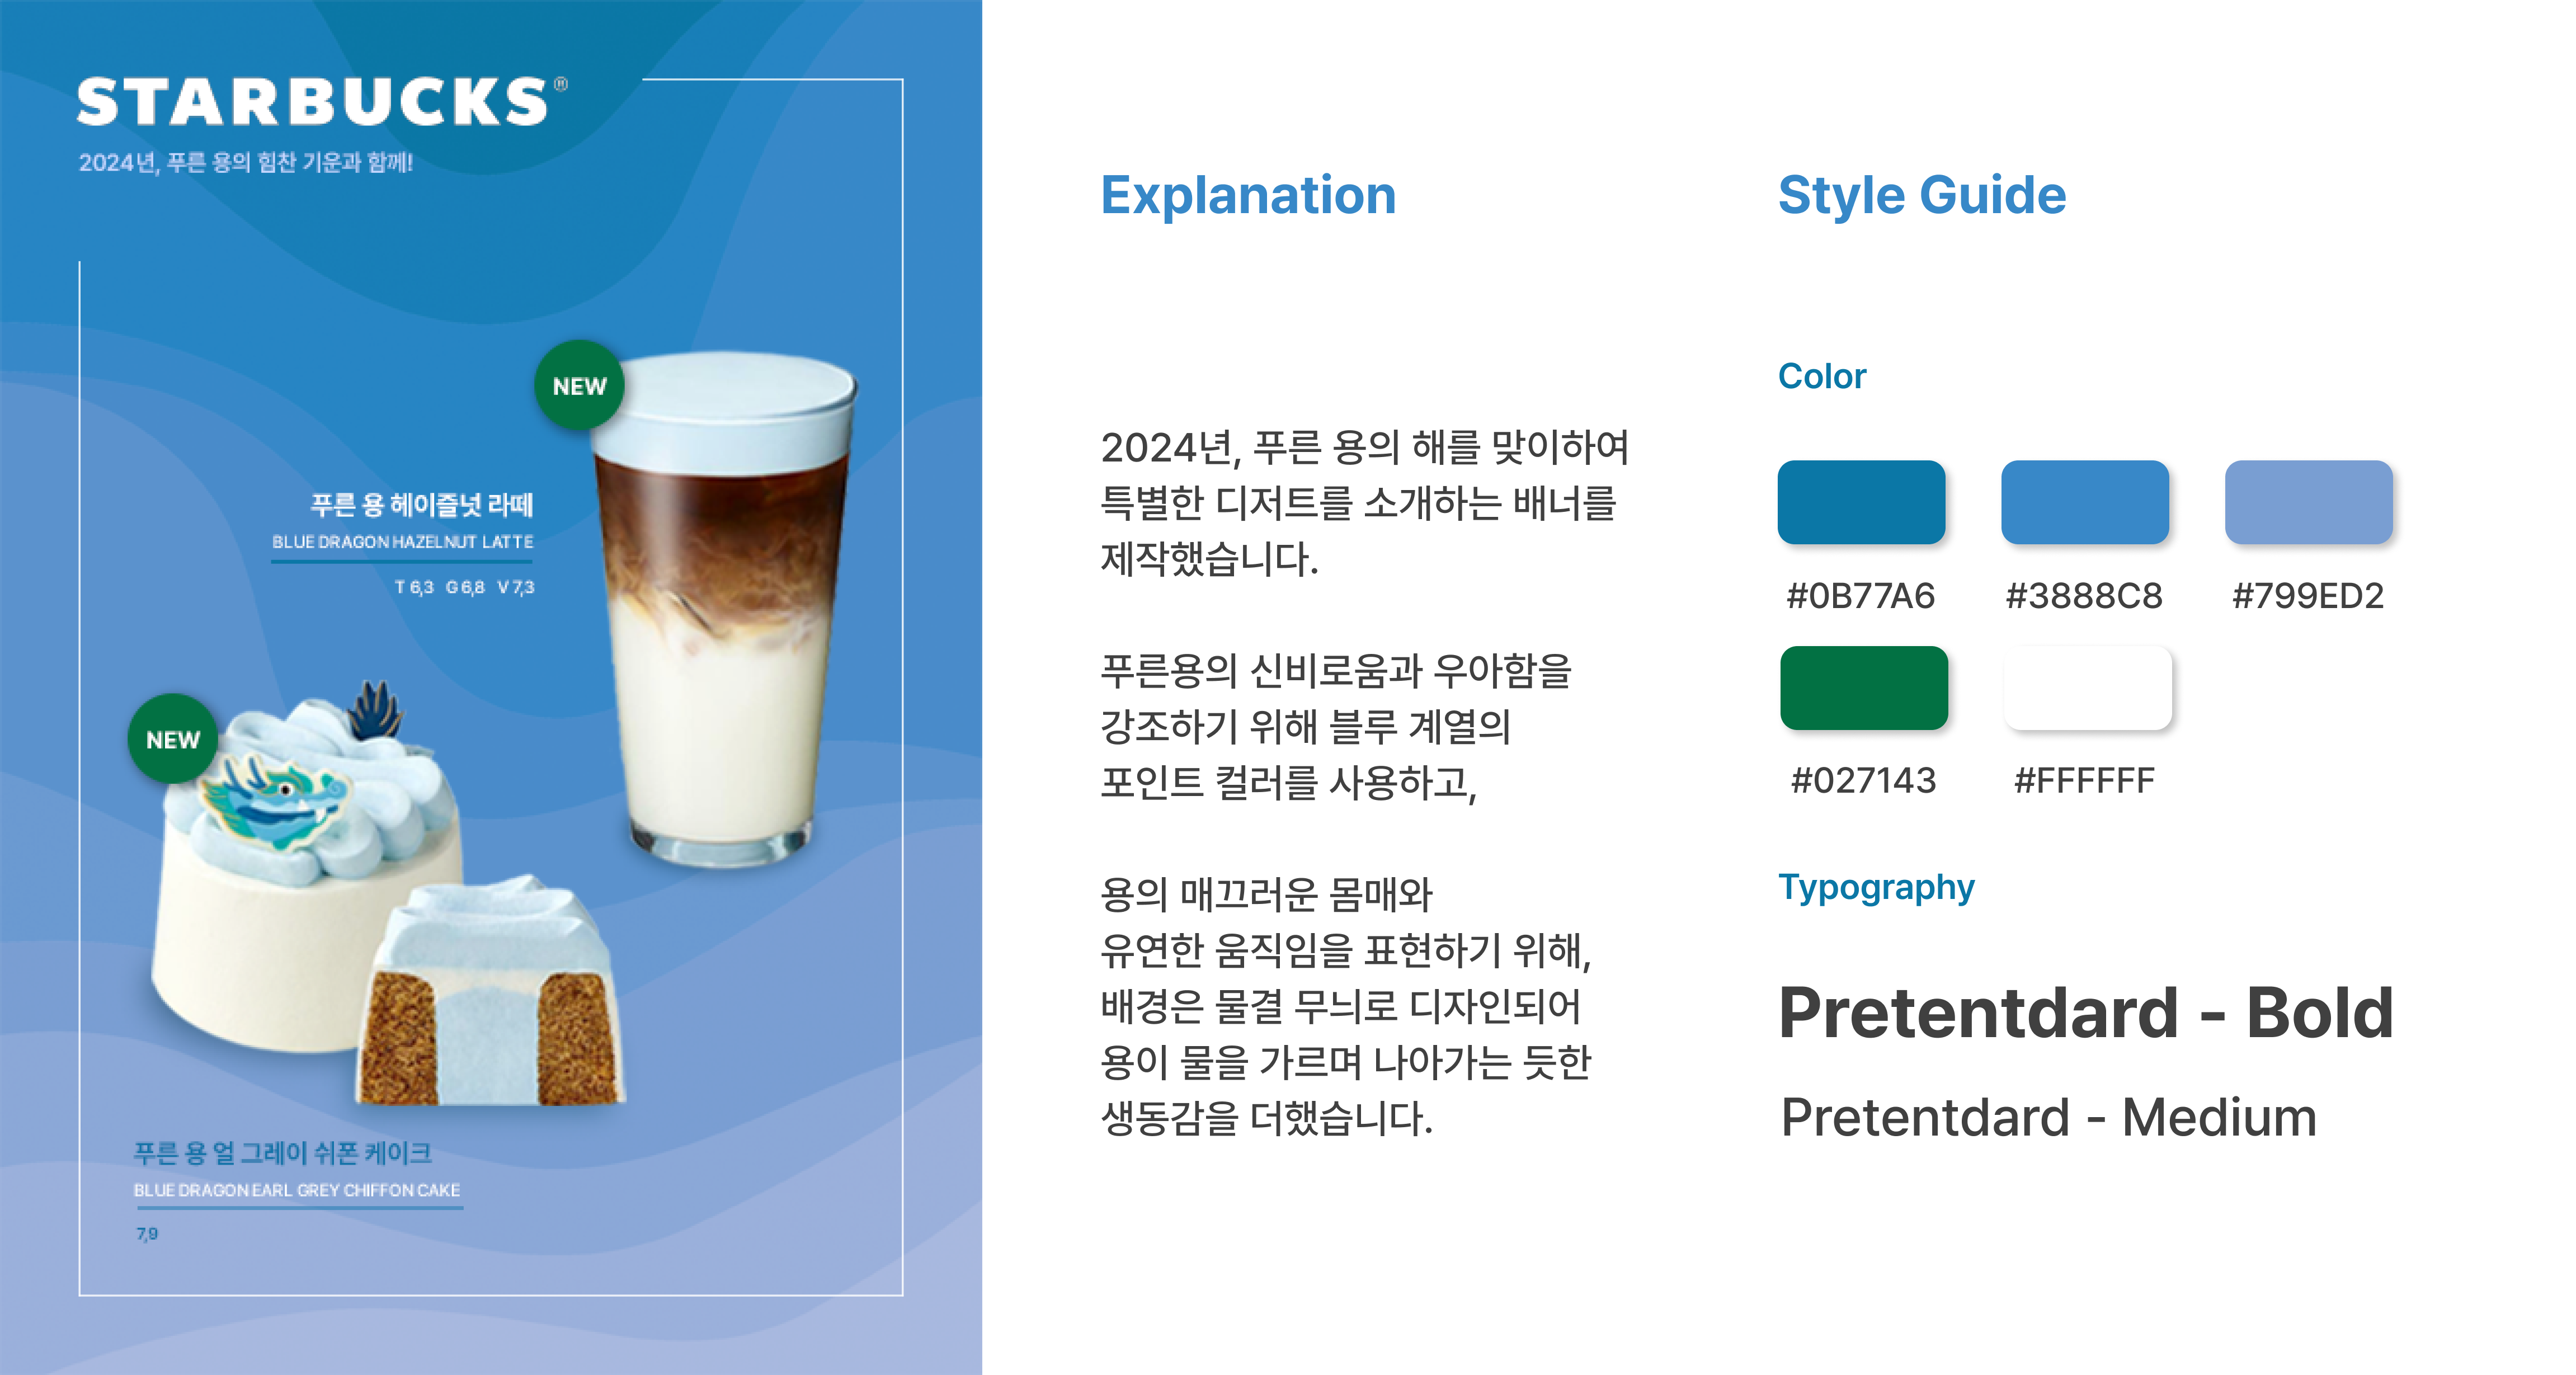 STARBUCKS®
2024년, 푸른 용의 힘찬 기운과 함께!
NEW
푸른 용 헤이즐넛 라떼
BLUE DRAGON HAZELNUT LATTE
T 6,3 G 6,8 V 7,3
NEW
푸른 용 얼 그레이 쉬폰 케이크
BLUE DRAGON EARL GREY CHIFFON CAKE
7,9
Explanation
2024년, 푸른 용의 해를 맞이하여
특별한 디저트를 소개하는 배너를
제작했습니다.
푸른용의 신비로움과 우아함을
강조하기 위해 블루 계열의
포인트 컬러를 사용하고,
용의 매끄러운 몸매와
유연한 움직임을 표현하기 위해,
배경은 물결 무늬로 디자인되어
용이 물을 가르며 나아가는 듯한
생동감을 더했습니다.
Style Guide
Color
#0B77A6 #3888C8 #799ED2
#027143 #FFFFFF
Typography
Pretentdard - Bold
Pretentdard - Medium